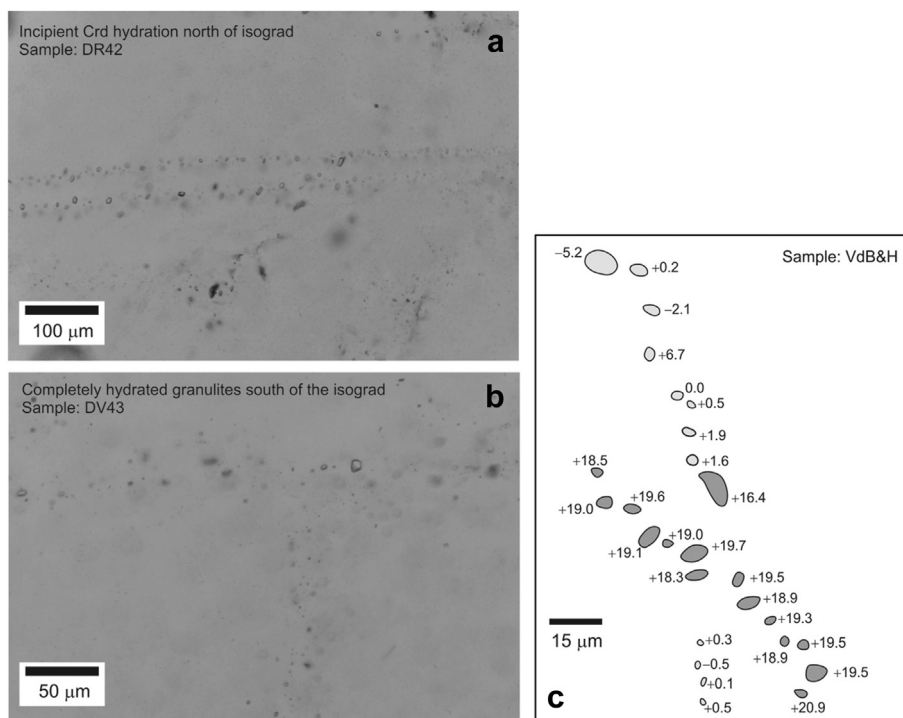 Incipient Crd hydration north of isograd
Sample: DR42
a
100 μm
Completely hydrated granulites south of the isograd
Sample: DV43
b
50 μm
Sample: VdB&H
−5.2
+0.2
−2.1
+6.7
0.0
+0.5
+1.9
+1.6
+18.5
+16.4
+19.0
+19.6
+19.1
+19.0
+19.7
+18.3
+19.5
+18.9
+19.3
+0.3
+18.9
+19.5
−0.5
+19.5
+0.1
+0.5
+20.9
15 μm
c